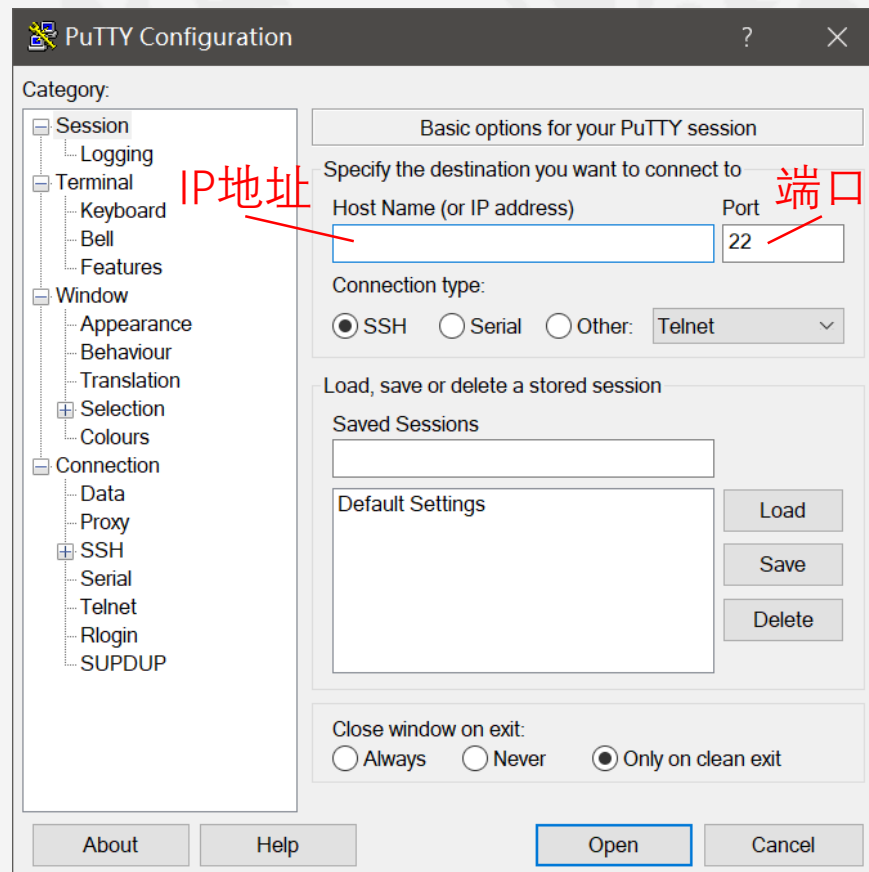 PuTTY Configuration
?
Category:
Session
Logging
Terminal
Keyboard
Bell
Features
Window
Appearance
Behaviour
Translation
Selection
Colours
Connection
Data
Proxy
SSH
Serial
Telnet
Rlogin
SUPDUP
Basic options for your PuTTY session
Specify the destination you want to connect to
IP地址
端口
Host Name (or IP address)
Port
22
Connection type:
SSH
Serial
Other:
Telnet
Load, save or delete a stored session
Saved Sessions
Default Settings
Load
Save
Delete
Close window on exit:
Always
Never
Only on clean exit
About
Help
Open
Cancel